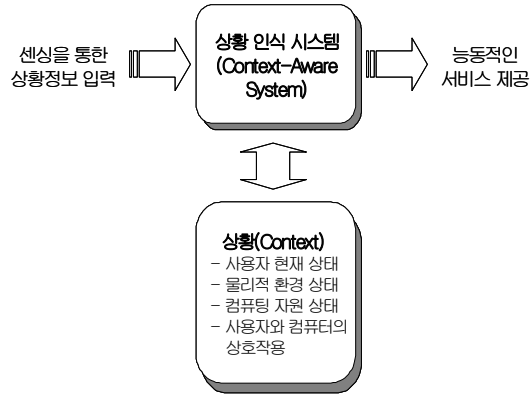 센싱을 통한
상황정보 입력
상황 인식 시스템
(Context-Aware
System)
능동적인
서비스 제공
상황(Context)
- 사용자 현재 상태
- 물리적 환경 상태
- 컴퓨팅 자원 상태
- 사용자와 컴퓨터의
상호작용